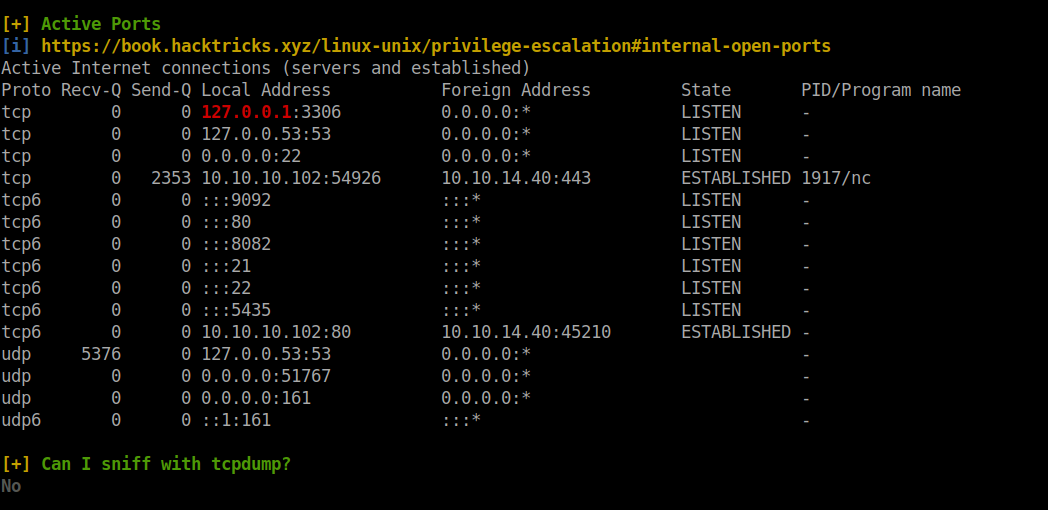 [+] Active Ports
[i] https://book.hacktricks.xyz/linux-unix/privilege-escalation#internal-open-ports
Active Internet connections (servers and established)
Proto Recv-Q Send-Q Local Address           Foreign Address         State       PID/Program name
tcp        0      0 127.0.0.1:3306          0.0.0.0:*               LISTEN      -
tcp        0      0 127.0.0.53:53           0.0.0.0:*               LISTEN      -
tcp        0      0 0.0.0.0:22              0.0.0.0:*               LISTEN      -
tcp        0   2353 10.10.10.102:54926      10.10.14.40:443         ESTABLISHED 1917/nc
tcp6       0      0 :::9092                 :::*                    LISTEN      -
tcp6       0      0 :::80                   :::*                    LISTEN      -
tcp6       0      0 :::8082                 :::*                    LISTEN      -
tcp6       0      0 :::21                   :::*                    LISTEN      -
tcp6       0      0 :::22                   :::*                    LISTEN      -
tcp6       0      0 :::5435                 :::*                    LISTEN      -
tcp6       0      0 10.10.10.102:80         10.10.14.40:45210       ESTABLISHED -
udp     5376      0 127.0.0.53:53           0.0.0.0:*                           -
udp        0      0 0.0.0.0:51767           0.0.0.0:*                           -
udp        0      0 0.0.0.0:161             0.0.0.0:*                           -
udp6       0      0 ::1:161                 :::*                                -
[+] Can I sniff with tcpdump?
No